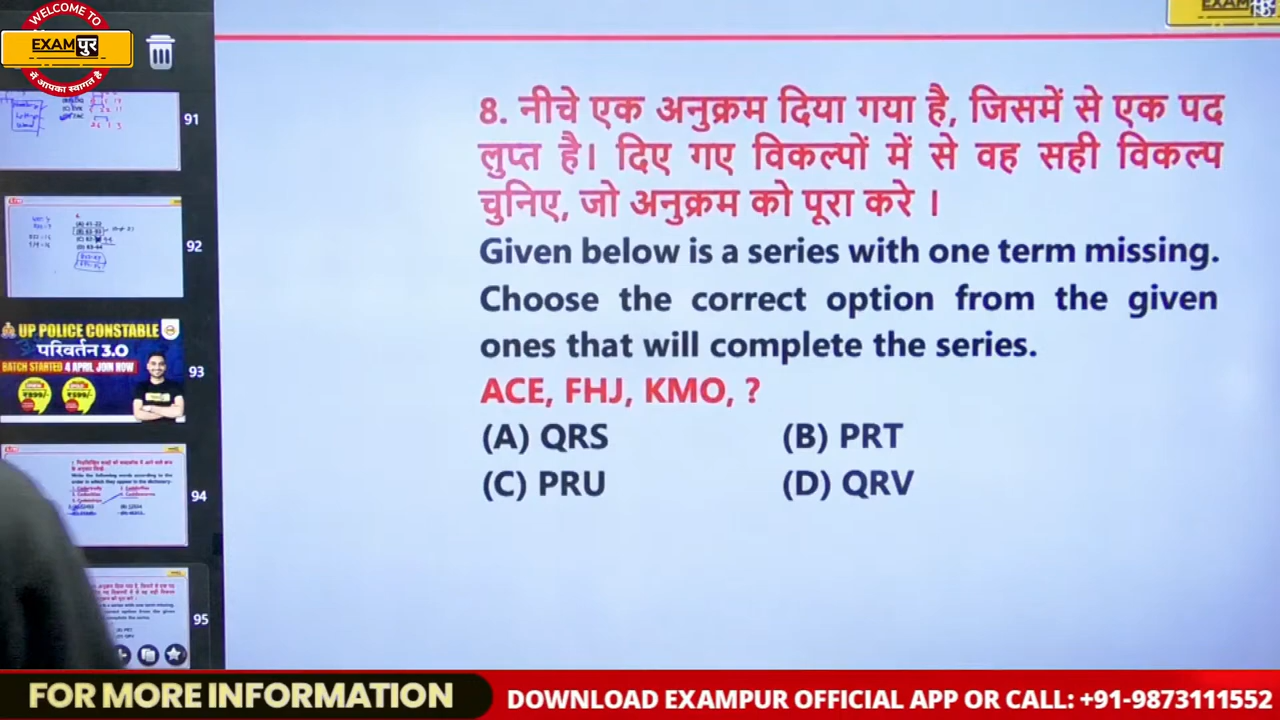 WELCOME TO
EXAMपुर
में आपका स्वागत है
EXAM
91
92
UP POLICE CONSTABLE
परिवर्तन 3.0
BATCH STARTED 4 APRIL JOIN NOW
93
94
95
8. नीचे एक अनुक्रम दिया गया है, जिसमें से एक पद
लुप्त है। दिए गए विकल्पों में से वह सही विकल्प
चुनिए, जो अनुक्रम को पूरा करे ।
Given below is a series with one term missing.
Choose the correct option from the given
ones that will complete the series.
ACE, FHJ, KMO, ?
(A) QRS (B) PRT
(C) PRU (D) QRV
FOR MORE INFORMATION
DOWNLOAD EXAMPUR OFFICIAL APP OR CALL: +91-9873111552